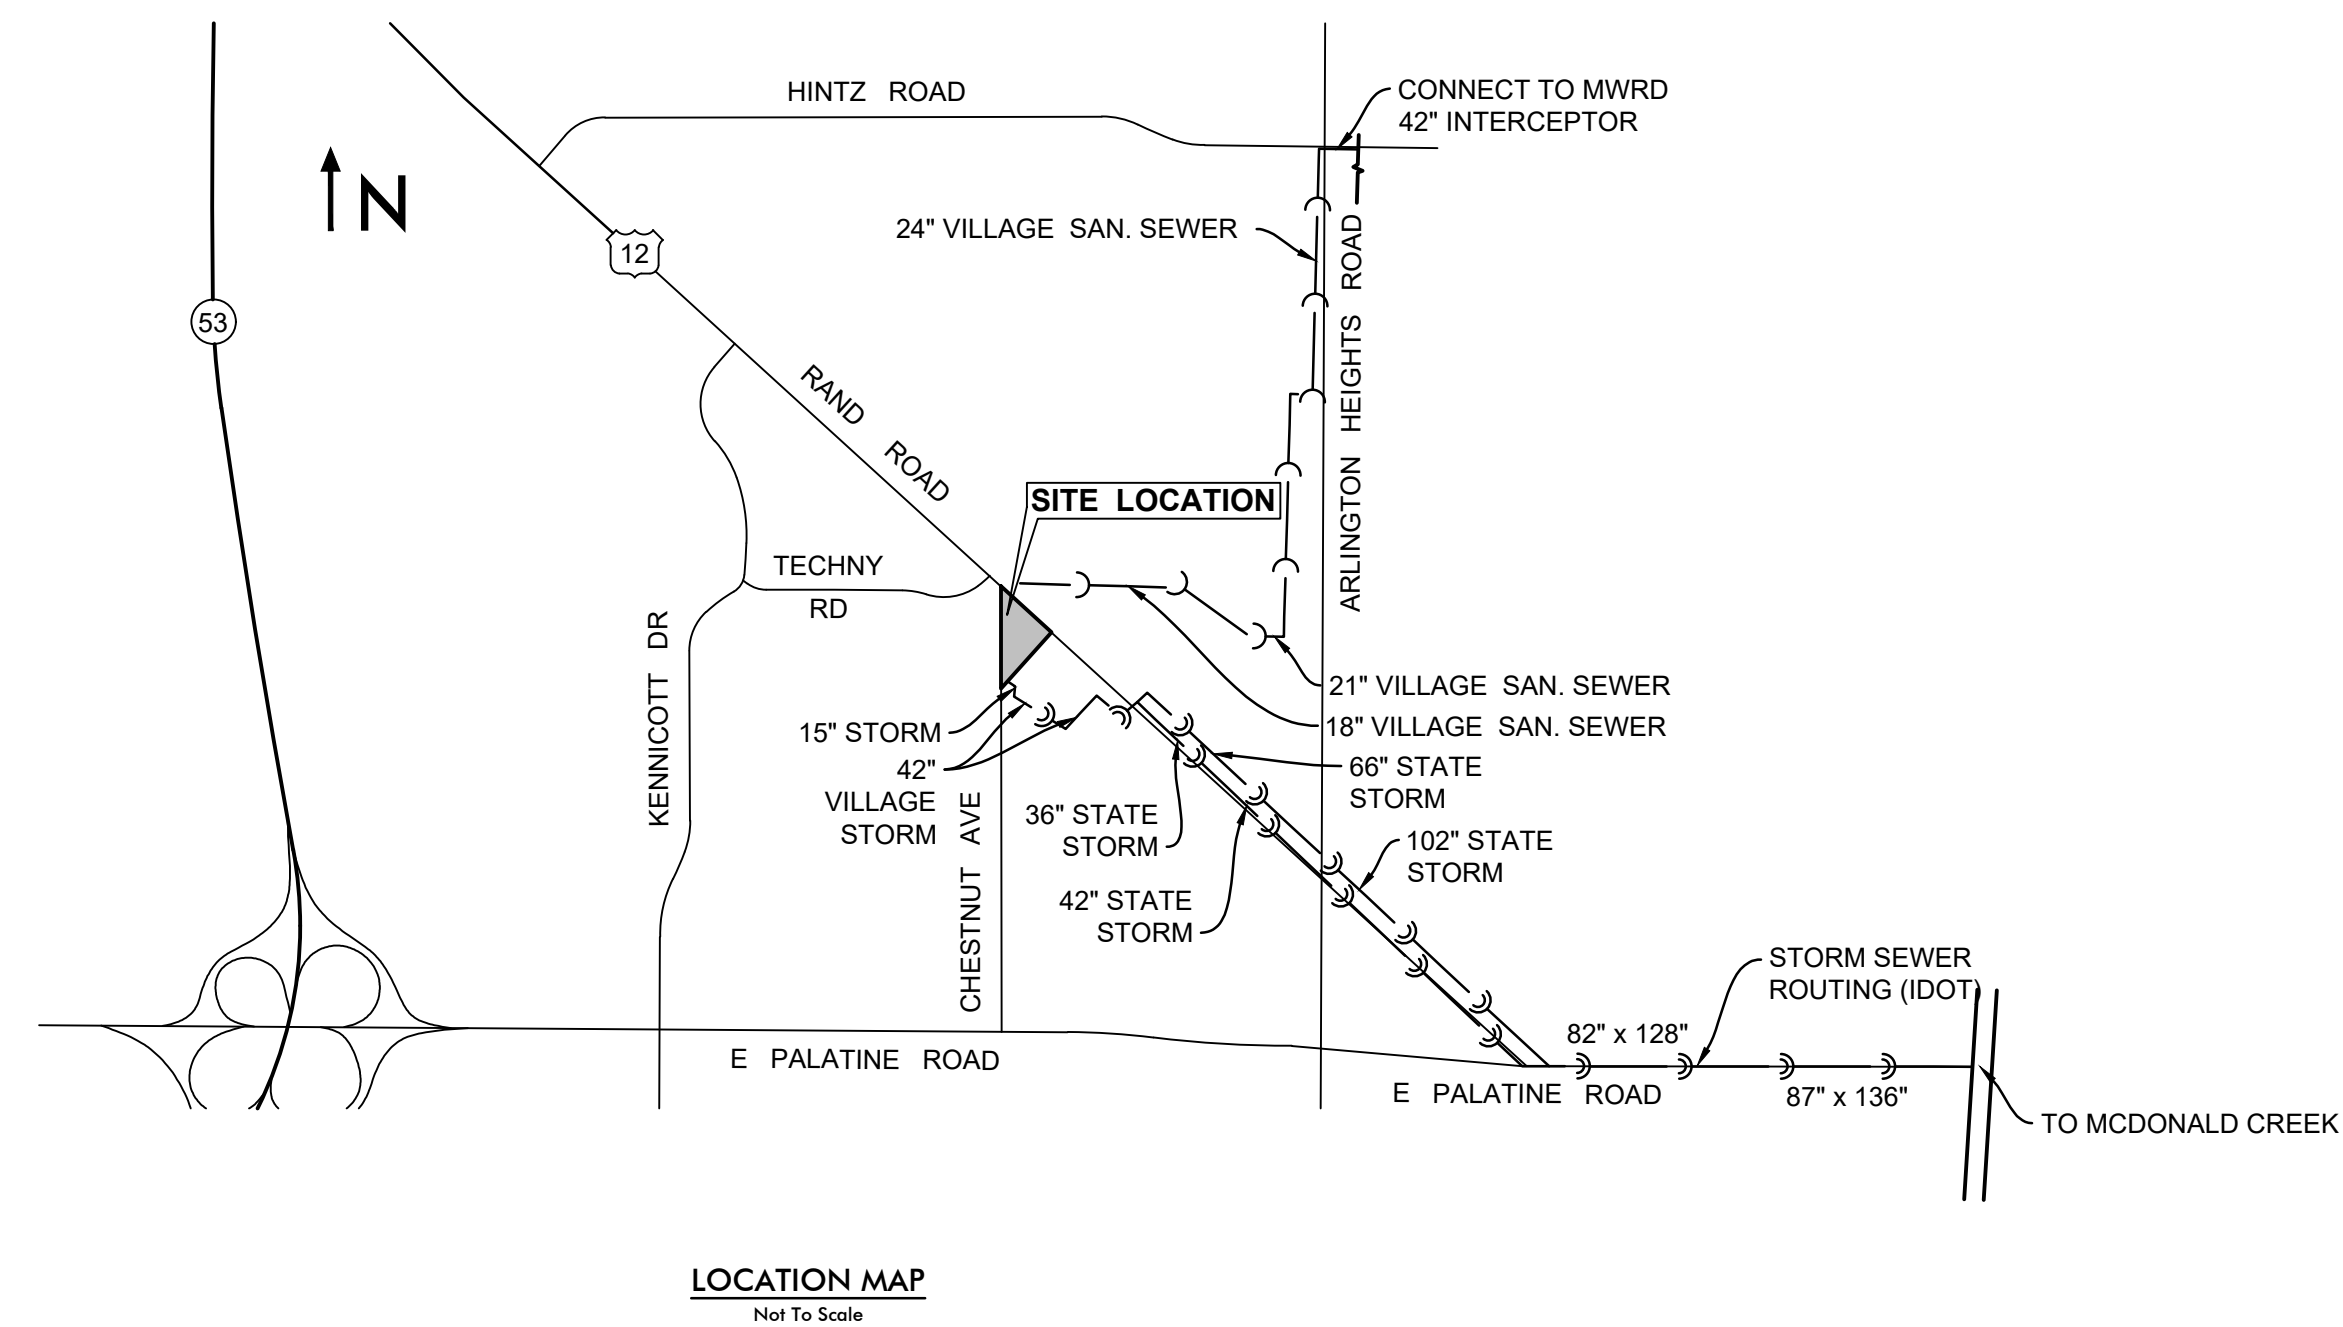 HINTZ ROAD
CONNECT TO MWRD
42" INTERCEPTOR
N
24" VILLAGE SAN. SEWER
12
53
ARLINGTON HEIGHTS ROAD
RAND ROAD
SITE LOCATION
TECHNY
RD
KENNICOTT DR
21" VILLAGE SAN. SEWER
18" VILLAGE SAN. SEWER
15" STORM
42"
VILLAGE
STORM
66" STATE
STORM
36" STATE
STORM
CHESTNUT AVE
102" STATE
STORM
42" STATE
STORM
STORM SEWER
ROUTING (IDOT)
82" x 128"
E PALATINE ROAD
E PALATINE ROAD
87" x 136"
TO MCDONALD CREEK
LOCATION MAP
Not To Scale